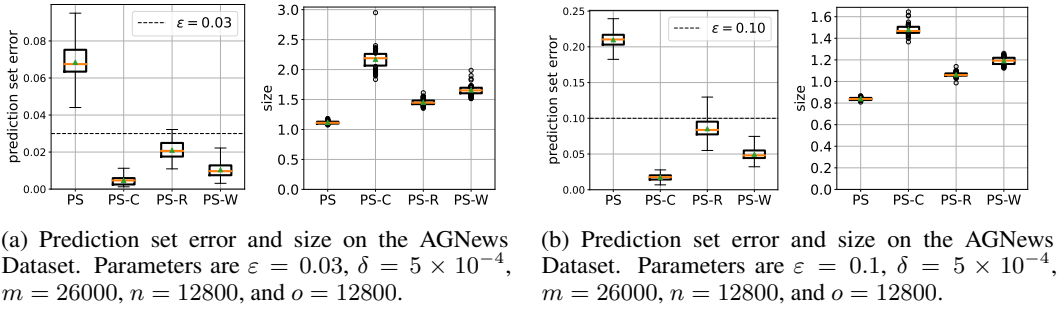 prediction set error
0.08
0.06
0.04
0.02
0.00
ε = 0.03
PS PS-C PS-R PS-W
size
3.0
2.5
2.0
1.5
1.0
0.5
0.0
PS PS-C PS-R PS-W
(a) Prediction set error and size on the AGNews
Dataset. Parameters are ε = 0.03, δ = 5 × 10⁻⁴,
m = 26000, n = 12800, and o = 12800.
prediction set error
0.25
0.20
0.15
0.10
0.05
0.00
ε = 0.10
PS PS-C PS-R PS-W
size
1.6
1.4
1.2
1.0
0.8
0.6
0.4
0.2
0.0
PS PS-C PS-R PS-W
(b) Prediction set error and size on the AGNews
Dataset. Parameters are ε = 0.1, δ = 5 × 10⁻⁴,
m = 26000, n = 12800, and o = 12800.